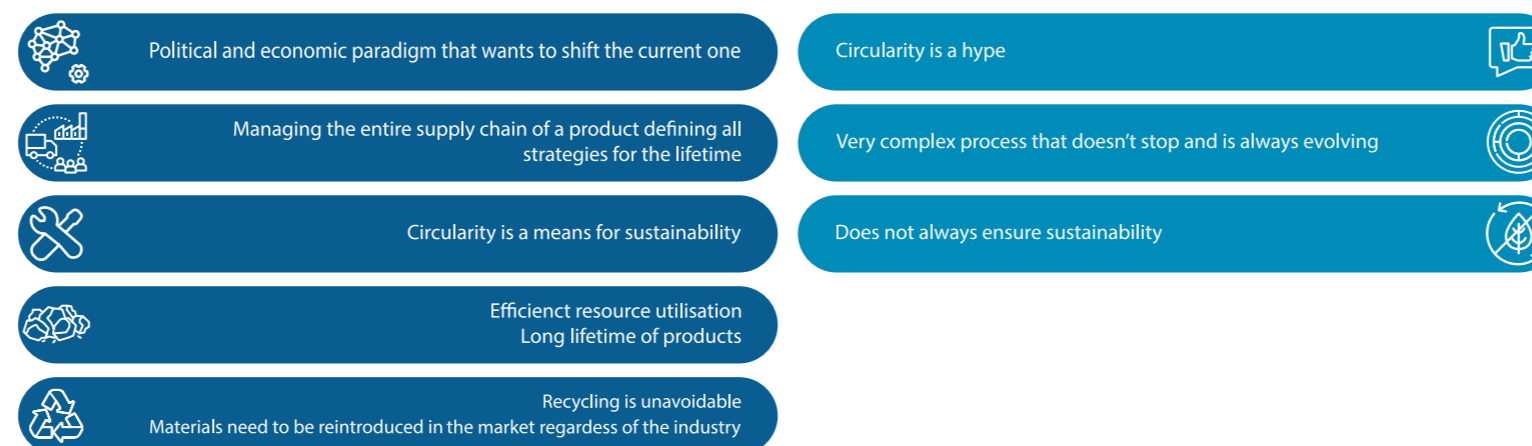 Political and economic paradigm that wants to shift the current one
Managing the entire supply chain of a product defining all
strategies for the lifetime
Circularity is a means for sustainability
Efficienct resource utilisation
Long lifetime of products
Recycling is unavoidable
Materials need to be reintroduced in the market regardess of the industry
Circularity is a hype
Very complex process that doesn’t stop and is always evolving
Does not always ensure sustainability